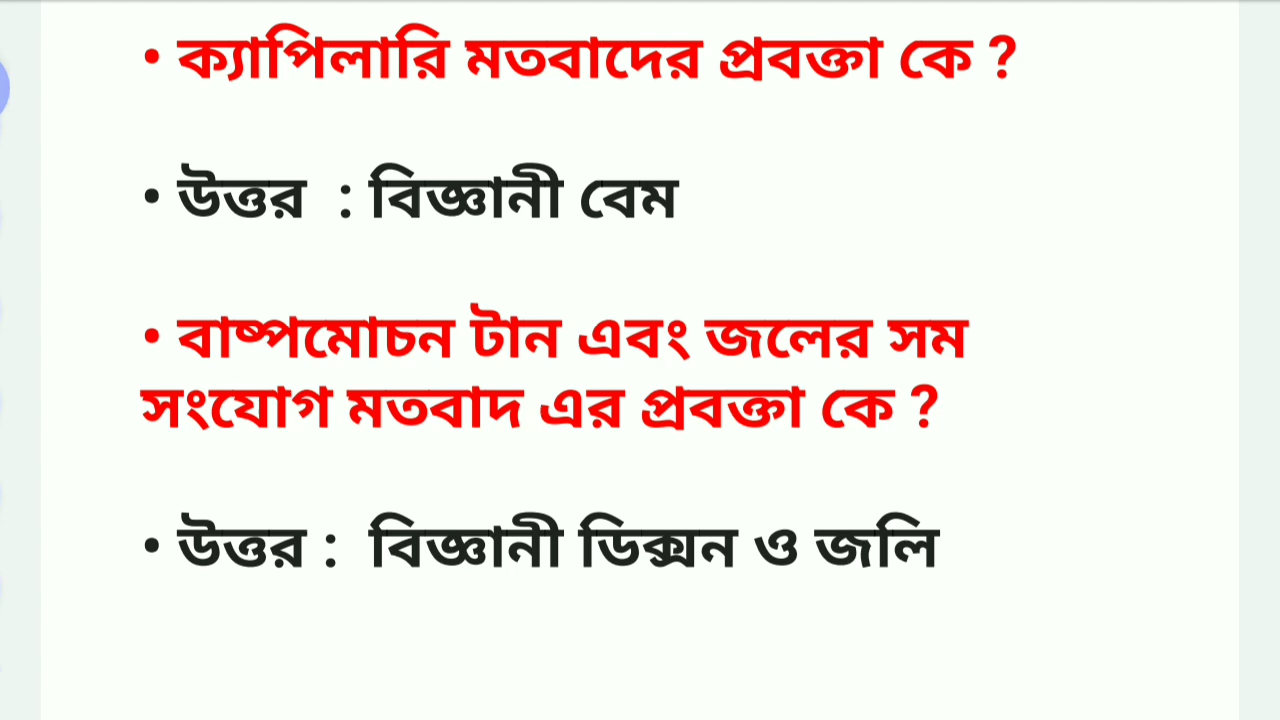 • ক্যাপিলারি মতবাদের প্রবক্তা কে ?
• উত্তর : বিজ্ঞানী বেম
• বাষ্পমোচন টান এবং জলের সম
সংযোগ মতবাদ এর প্রবক্তা কে ?
• উত্তর : বিজ্ঞানী ডিক্সন ও জলি